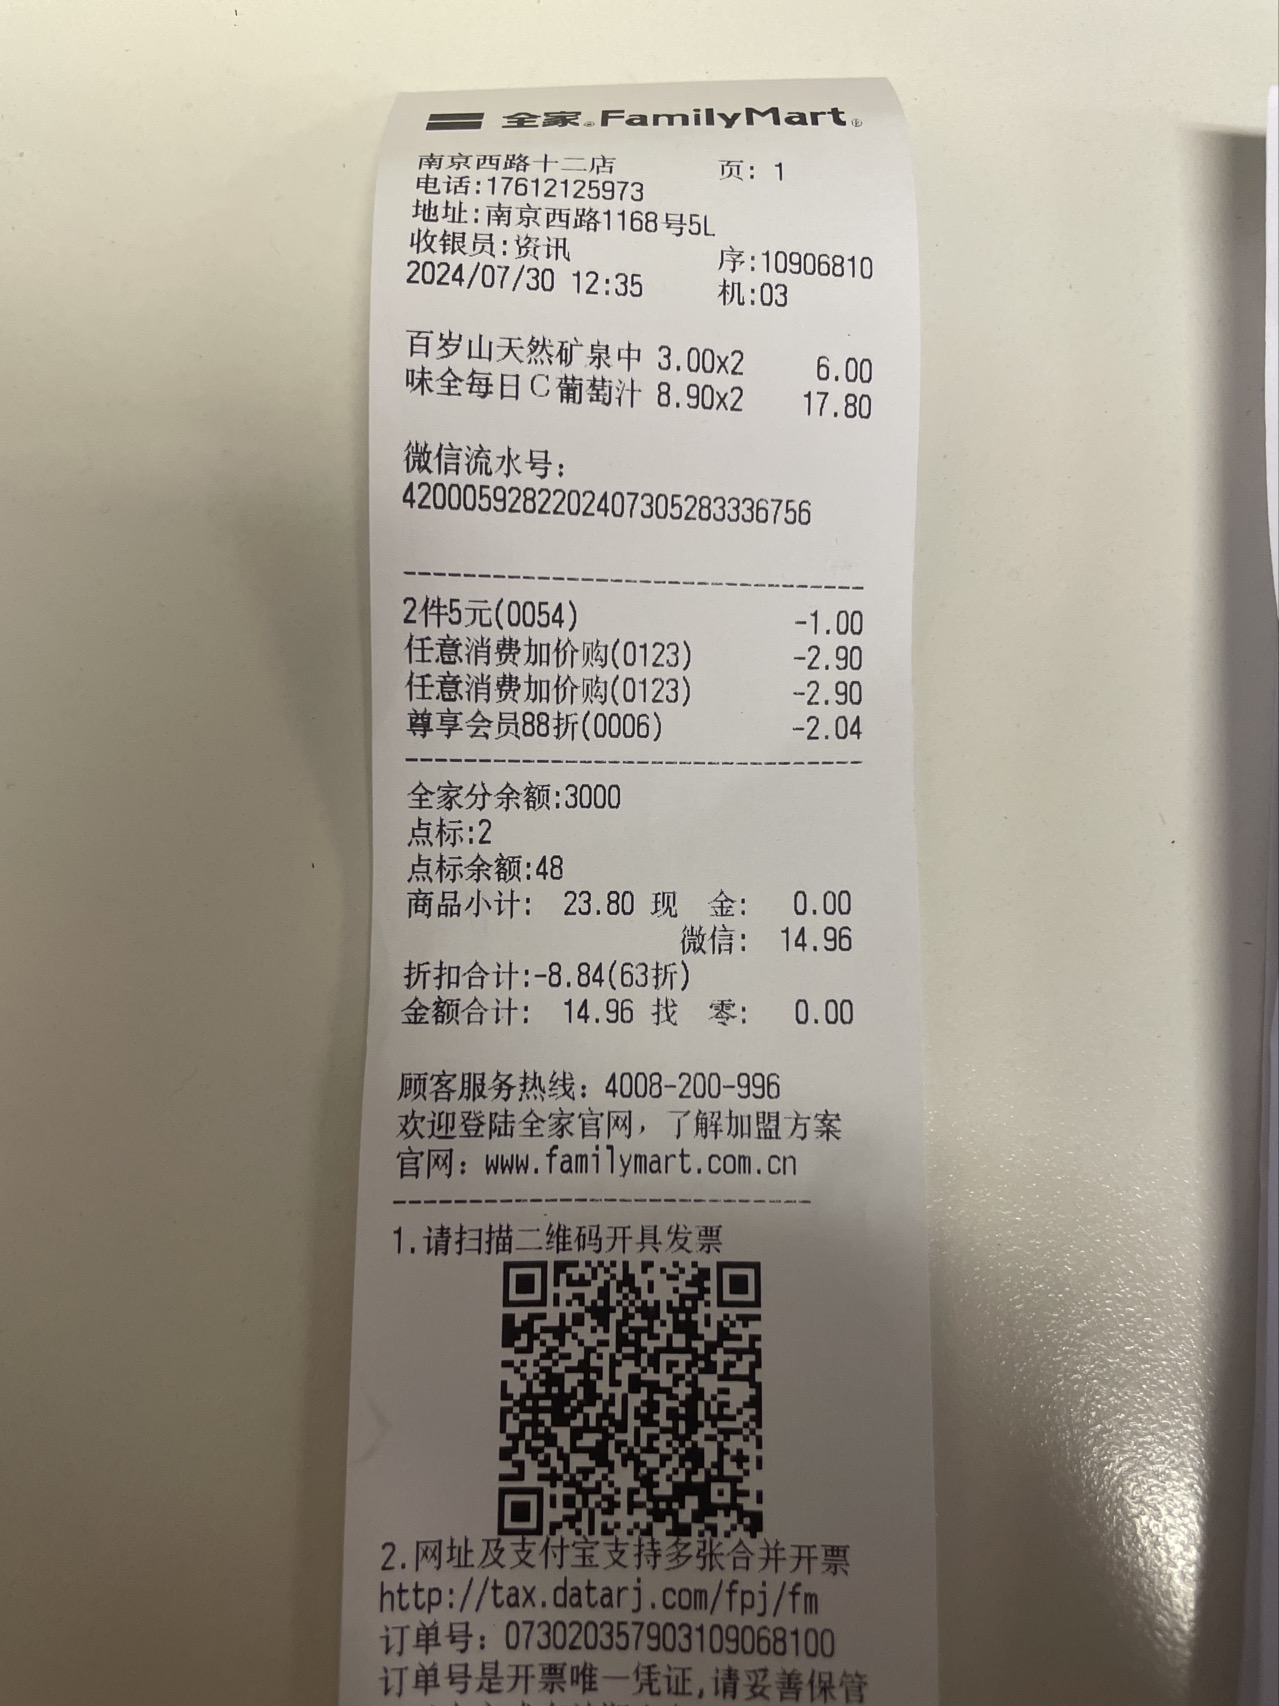 全家 FamilyMart
南京西路十二店 页: 1
电话:17612125973
地址:南京西路1168号5L
收银员:资讯 序:10906810
2024/07/30 12:35 机:03
百岁山天然矿泉中 3.00x2 6.00
味全每日C葡萄汁 8.90x2 17.80
微信流水号:
4200059282202407305283336756
2件5元(0054) -1.00
任意消费加价购(0123) -2.90
任意消费加价购(0123) -2.90
尊享会员88折(0006) -2.04
全家分余额:3000
点标:2
点标余额:48
商品小计: 23.80 现 金: 0.00
微信: 14.96
折扣合计:-8.84(63折)
金额合计: 14.96 找 零: 0.00
顾客服务热线: 4008-200-996
欢迎登陆全家官网，了解加盟方案
官网: www.familymart.com.cn
1.请扫描二维码开具发票
2.网址及支付宝支持多张合并开票
http://tax.datarj.com/fpj/fm
订单号: 0730203579031090681​00
订单号是开票唯一凭证,请妥善保管